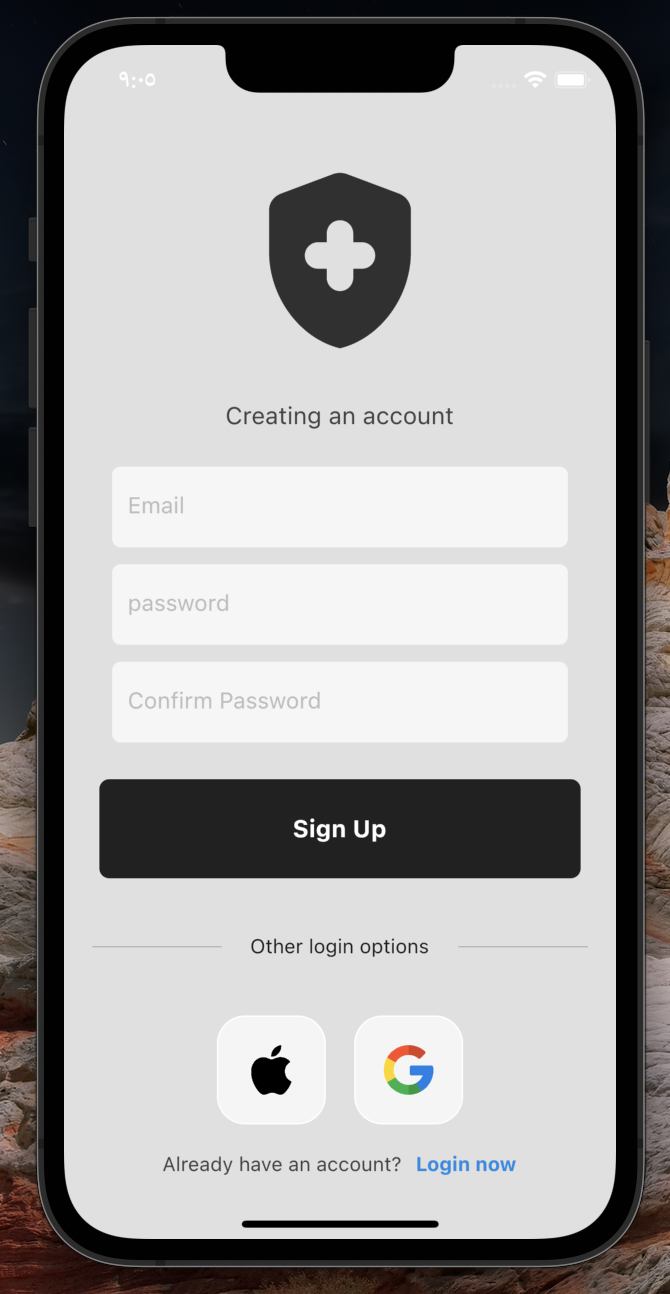 ٩:٠٥
Creating an account
Email
password
Confirm Password
Sign Up
Other login options
Already have an account? Login now